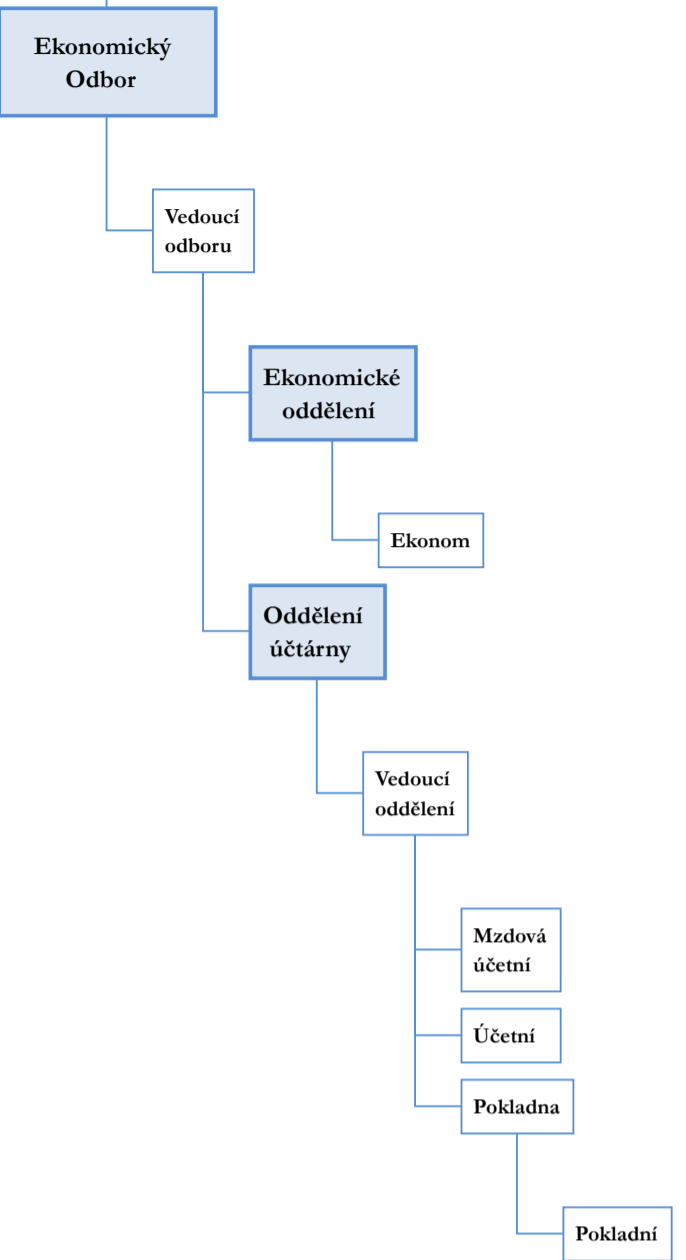 Ekonomický
Odbor
Vedoucí
odboru
Ekonomické
oddělení
Ekonom
Oddělení
účtárny
Vedoucí
oddělení
Mzdová
účetní
Účetní
Pokladna
Pokladní